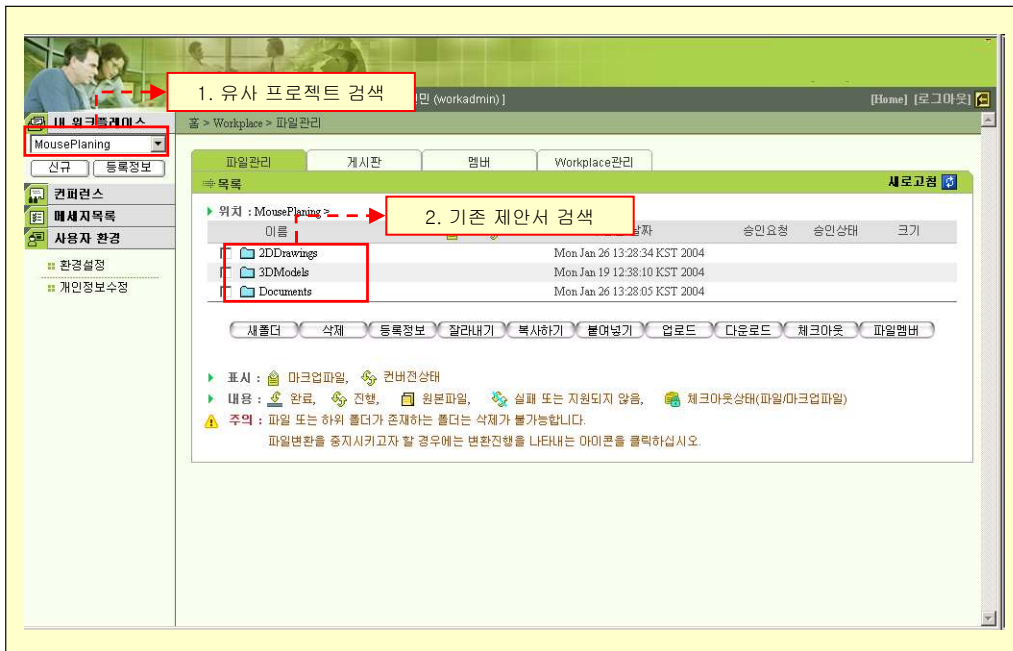 1. 유사 프로젝트 검색
민 (workadmin) ]
[Home] [로그아웃]
내 워크플레이스
홈 > Workplace > 파일관리
MousePlaning
신규
등록정보
컨퍼런스
메세지목록
사용자 환경
환경설정
개인정보수정
파일관리
게시판
멤버
Workplace관리
목록
새로고침
위치 : MousePlaning >
2. 기존 제안서 검색
이름
날짜
승인요청
승인상태
크기
2DDrawings
Mon Jan 26 13:28:34 KST 2004
3DModels
Mon Jan 19 12:38:10 KST 2004
Documents
Mon Jan 26 13:28:05 KST 2004
새폴더
삭제
등록정보
잘라내기
복사하기
붙여넣기
업로드
다운로드
체크아웃
파일멤버
표시 : 마크업파일, 컨버전상태
내용 : 완료, 진행, 원본파일, 실패 또는 지원되지 않음, 체크아웃상태(파일/마크업파일)
주의 : 파일 또는 하위 폴더가 존재하는 폴더는 삭제가 불가능합니다.
파일변환을 중지시키고자 할 경우에는 변환진행을 나타내는 아이콘을 클릭하십시오.